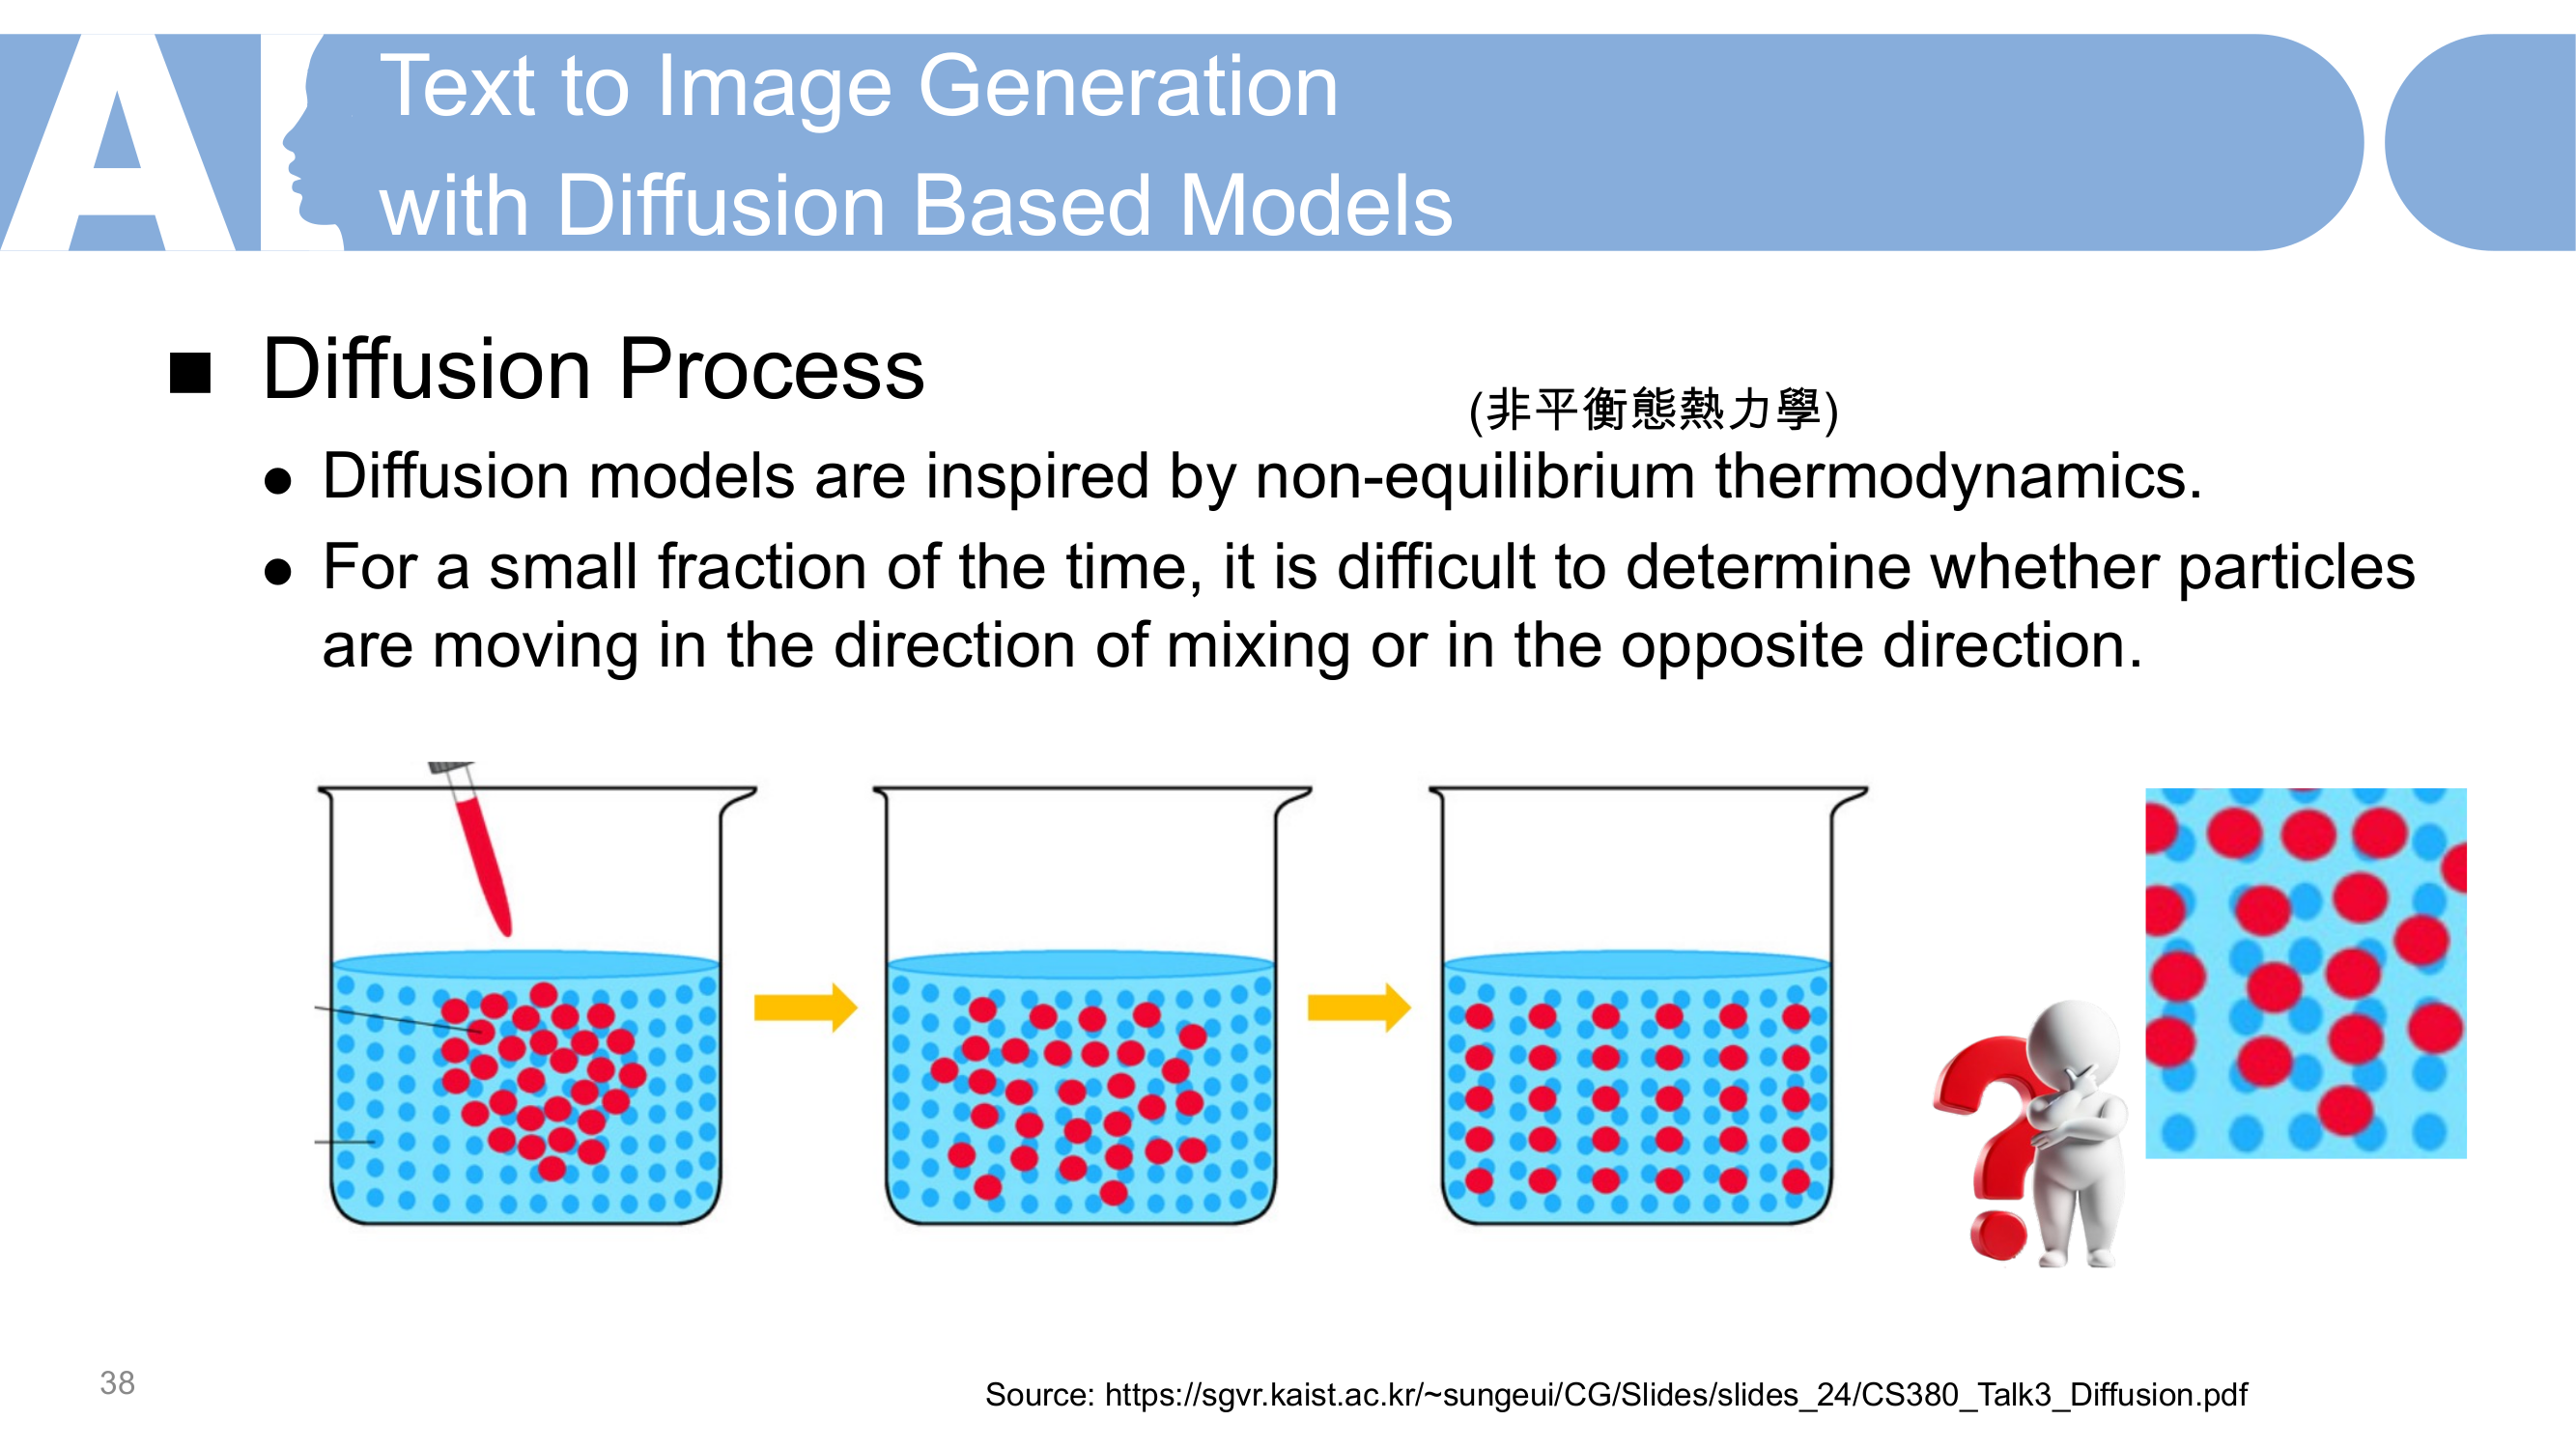 AI
Text to Image Generation
with Diffusion Based Models
■ Diffusion Process
(非平衡態熱力學)
● Diffusion models are inspired by non-equilibrium thermodynamics.
● For a small fraction of the time, it is difficult to determine whether particles
are moving in the direction of mixing or in the opposite direction.
?
38
Source: https://sgvr.kaist.ac.kr/~sungeui/CG/Slides/slides_24/CS380_Talk3_Diffusion.pdf